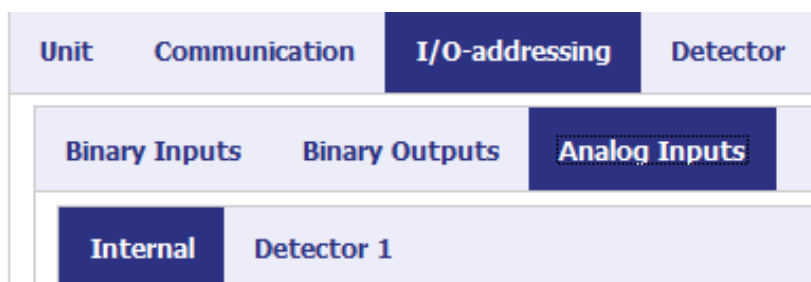 Unit Communication I/O-addressing Detector
Binary Inputs Binary Outputs Analog Inputs
Internal Detector 1